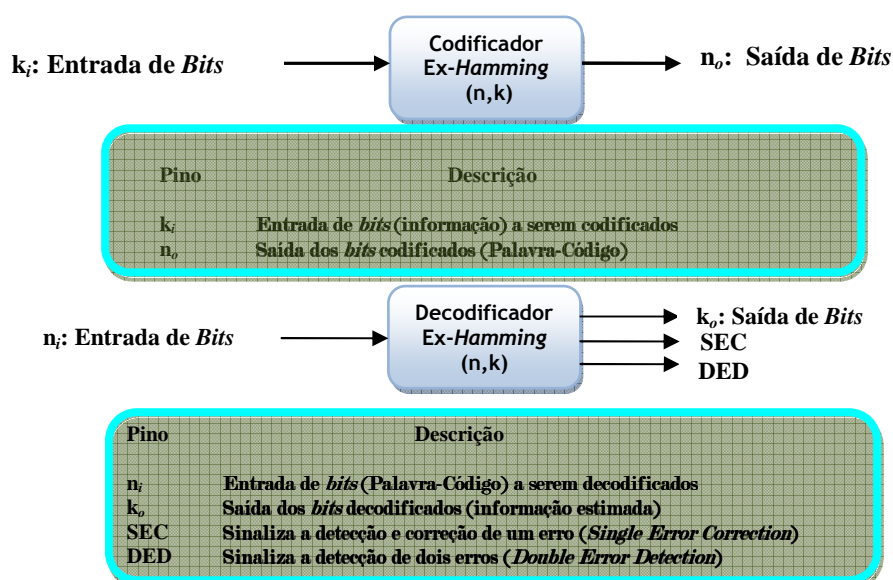 Codificador
Ex-Hamming
(n,k)
kᵢ: Entrada de Bits
nₒ: Saída de Bits
Pino Descrição
kᵢ Entrada de bits (informação) a serem codificados
nₒ Saída dos bits codificados (Palavra-Código)
Decodificador
Ex-Hamming
(n,k)
nᵢ: Entrada de Bits
kₒ: Saída de Bits
SEC
DED
Pino Descrição
nᵢ Entrada de bits (Palavra-Código) a serem decodificados
kₒ Saída dos bits decodificados (informação estimada)
SEC Sinaliza a detecção e correção de um erro (Single Error Correction)
DED Sinaliza a detecção de dois erros (Double Error Detection)